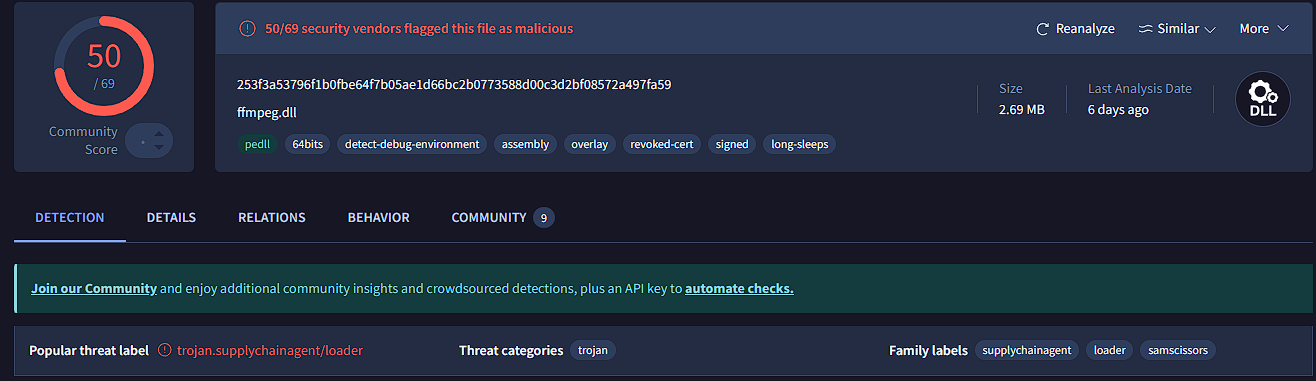 50
/ 69
Community
Score
50/69 security vendors flagged this file as malicious
Reanalyze
Similar
More
253f3a53796f1b0fbe64f7b05ae1d66bc2b0773588d00c3d2bf08572a497fa59
ffmpeg.dll
pedll 64bits detect-debug-environment assembly overlay revoked-cert signed long-sleeps
Size
2.69 MB
Last Analysis Date
6 days ago
DLL
DETECTION DETAILS RELATIONS BEHAVIOR COMMUNITY 9
Join our Community and enjoy additional community insights and crowdsourced detections, plus an API key to automate checks.
Popular threat label trojan.supplychainagent/loader Threat categories trojan Family labels supplychainagent loader samscissors